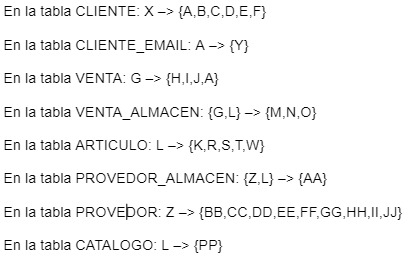 En la tabla CLIENTE: X –> {A,B,C,D,E,F}
En la tabla CLIENTE_EMAIL: A –> {Y}
En la tabla VENTA: G –> {H,I,J,A}
En la tabla VENTA_ALMACEN: {G,L} –> {M,N,O}
En la tabla ARTICULO: L –> {K,R,S,T,W}
En la tabla PROVEDOR_ALMACEN: {Z,L} –> {AA}
En la tabla PROVEDOR: Z –> {BB,CC,DD,EE,FF,GG,HH,II,JJ}
En la tabla CATALOGO: L –> {PP}